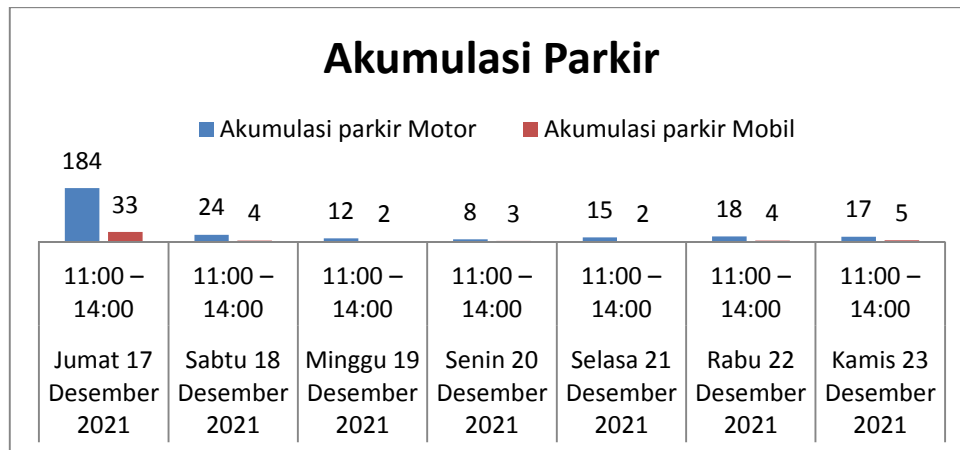 Akumulasi Parkir
Akumulasi parkir Motor Akumulasi parkir Mobil
184 33 24 4 12 2 8 3 15 2 18 4 17 5
11:00 – 11:00 – 11:00 – 11:00 – 11:00 – 11:00 – 11:00 –
14:00 14:00 14:00 14:00 14:00 14:00 14:00
Jumat 17 Sabtu 18 Minggu 19 Senin 20 Selasa 21 Rabu 22 Kamis 23
Desember Desember Desember Desember Desember Desember Desember
2021 2021 2021 2021 2021 2021 2021